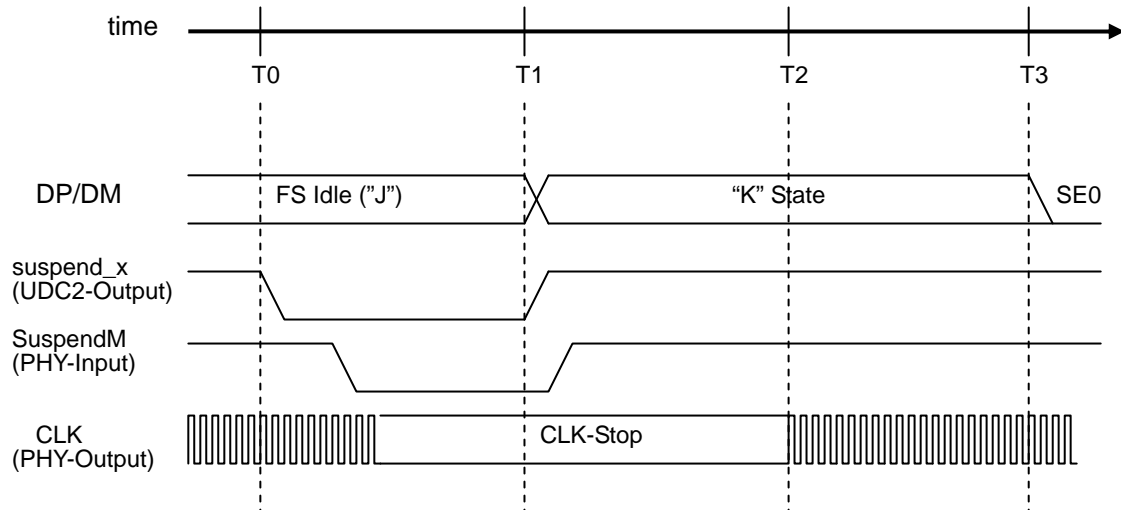 time
T0 T1 T2 T3
DP/DM FS Idle ("J") “K” State SE0
suspend_x
(UDC2-Output)
SuspendM
(PHY-Input)
CLK CLK-Stop
(PHY-Output)